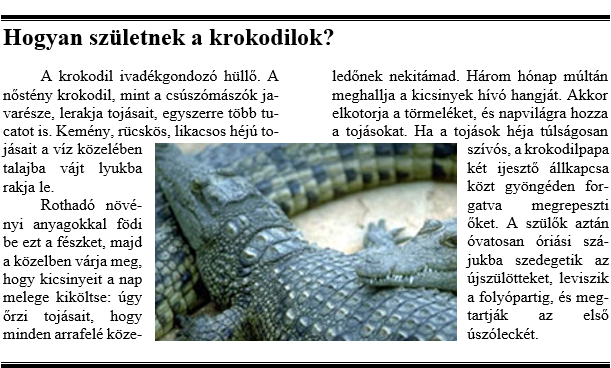 Hogyan születnek a krokodilok?
A krokodil ivadékgondozó hüllő. A
nőstény krokodil, mint a csúszómászók ja-
varésze, lerakja tojásait, egyszerre több tu-
catot is. Kemény, rücskös, likacsos héjú to-
jásait a víz közelében
talajba vájt lyukba
rakja le.
Rothadó növé-
nyi anyagokkal födi
be ezt a fészket, majd
a közelben várja meg,
hogy kicsinyeit a nap
melege kiköltse: úgy
őrzi tojásait, hogy
minden arrafelé köze-
ledőnek nekitámad. Három hónap múltán
meghallja a kicsinyek hívó hangját. Akkor
elkotorja a törmeléket, és napvilágra hozza
a tojásokat. Ha a tojások héja túlságosan
szívós, a krokodilpapa
két ijesztő állkapcsa
közt gyöngéden for-
gatva megrepeszti
őket. A szülők aztán
óvatosan óriási szá-
jukba szedegetik az
újszülötteket, leviszik
a folyópartig, és meg-
tartják az első
úszóleckét.